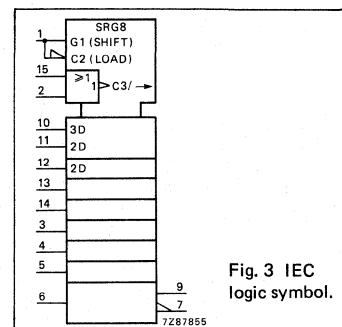 SRG8
1 G1 (SHIFT)
C2 (LOAD)
15 ≥1
1 C3/ →
2
10 3D
11 2D
12 2D
13
14
3
4
5
6
9
7
7Z87855
Fig. 3 IEC
logic symbol.